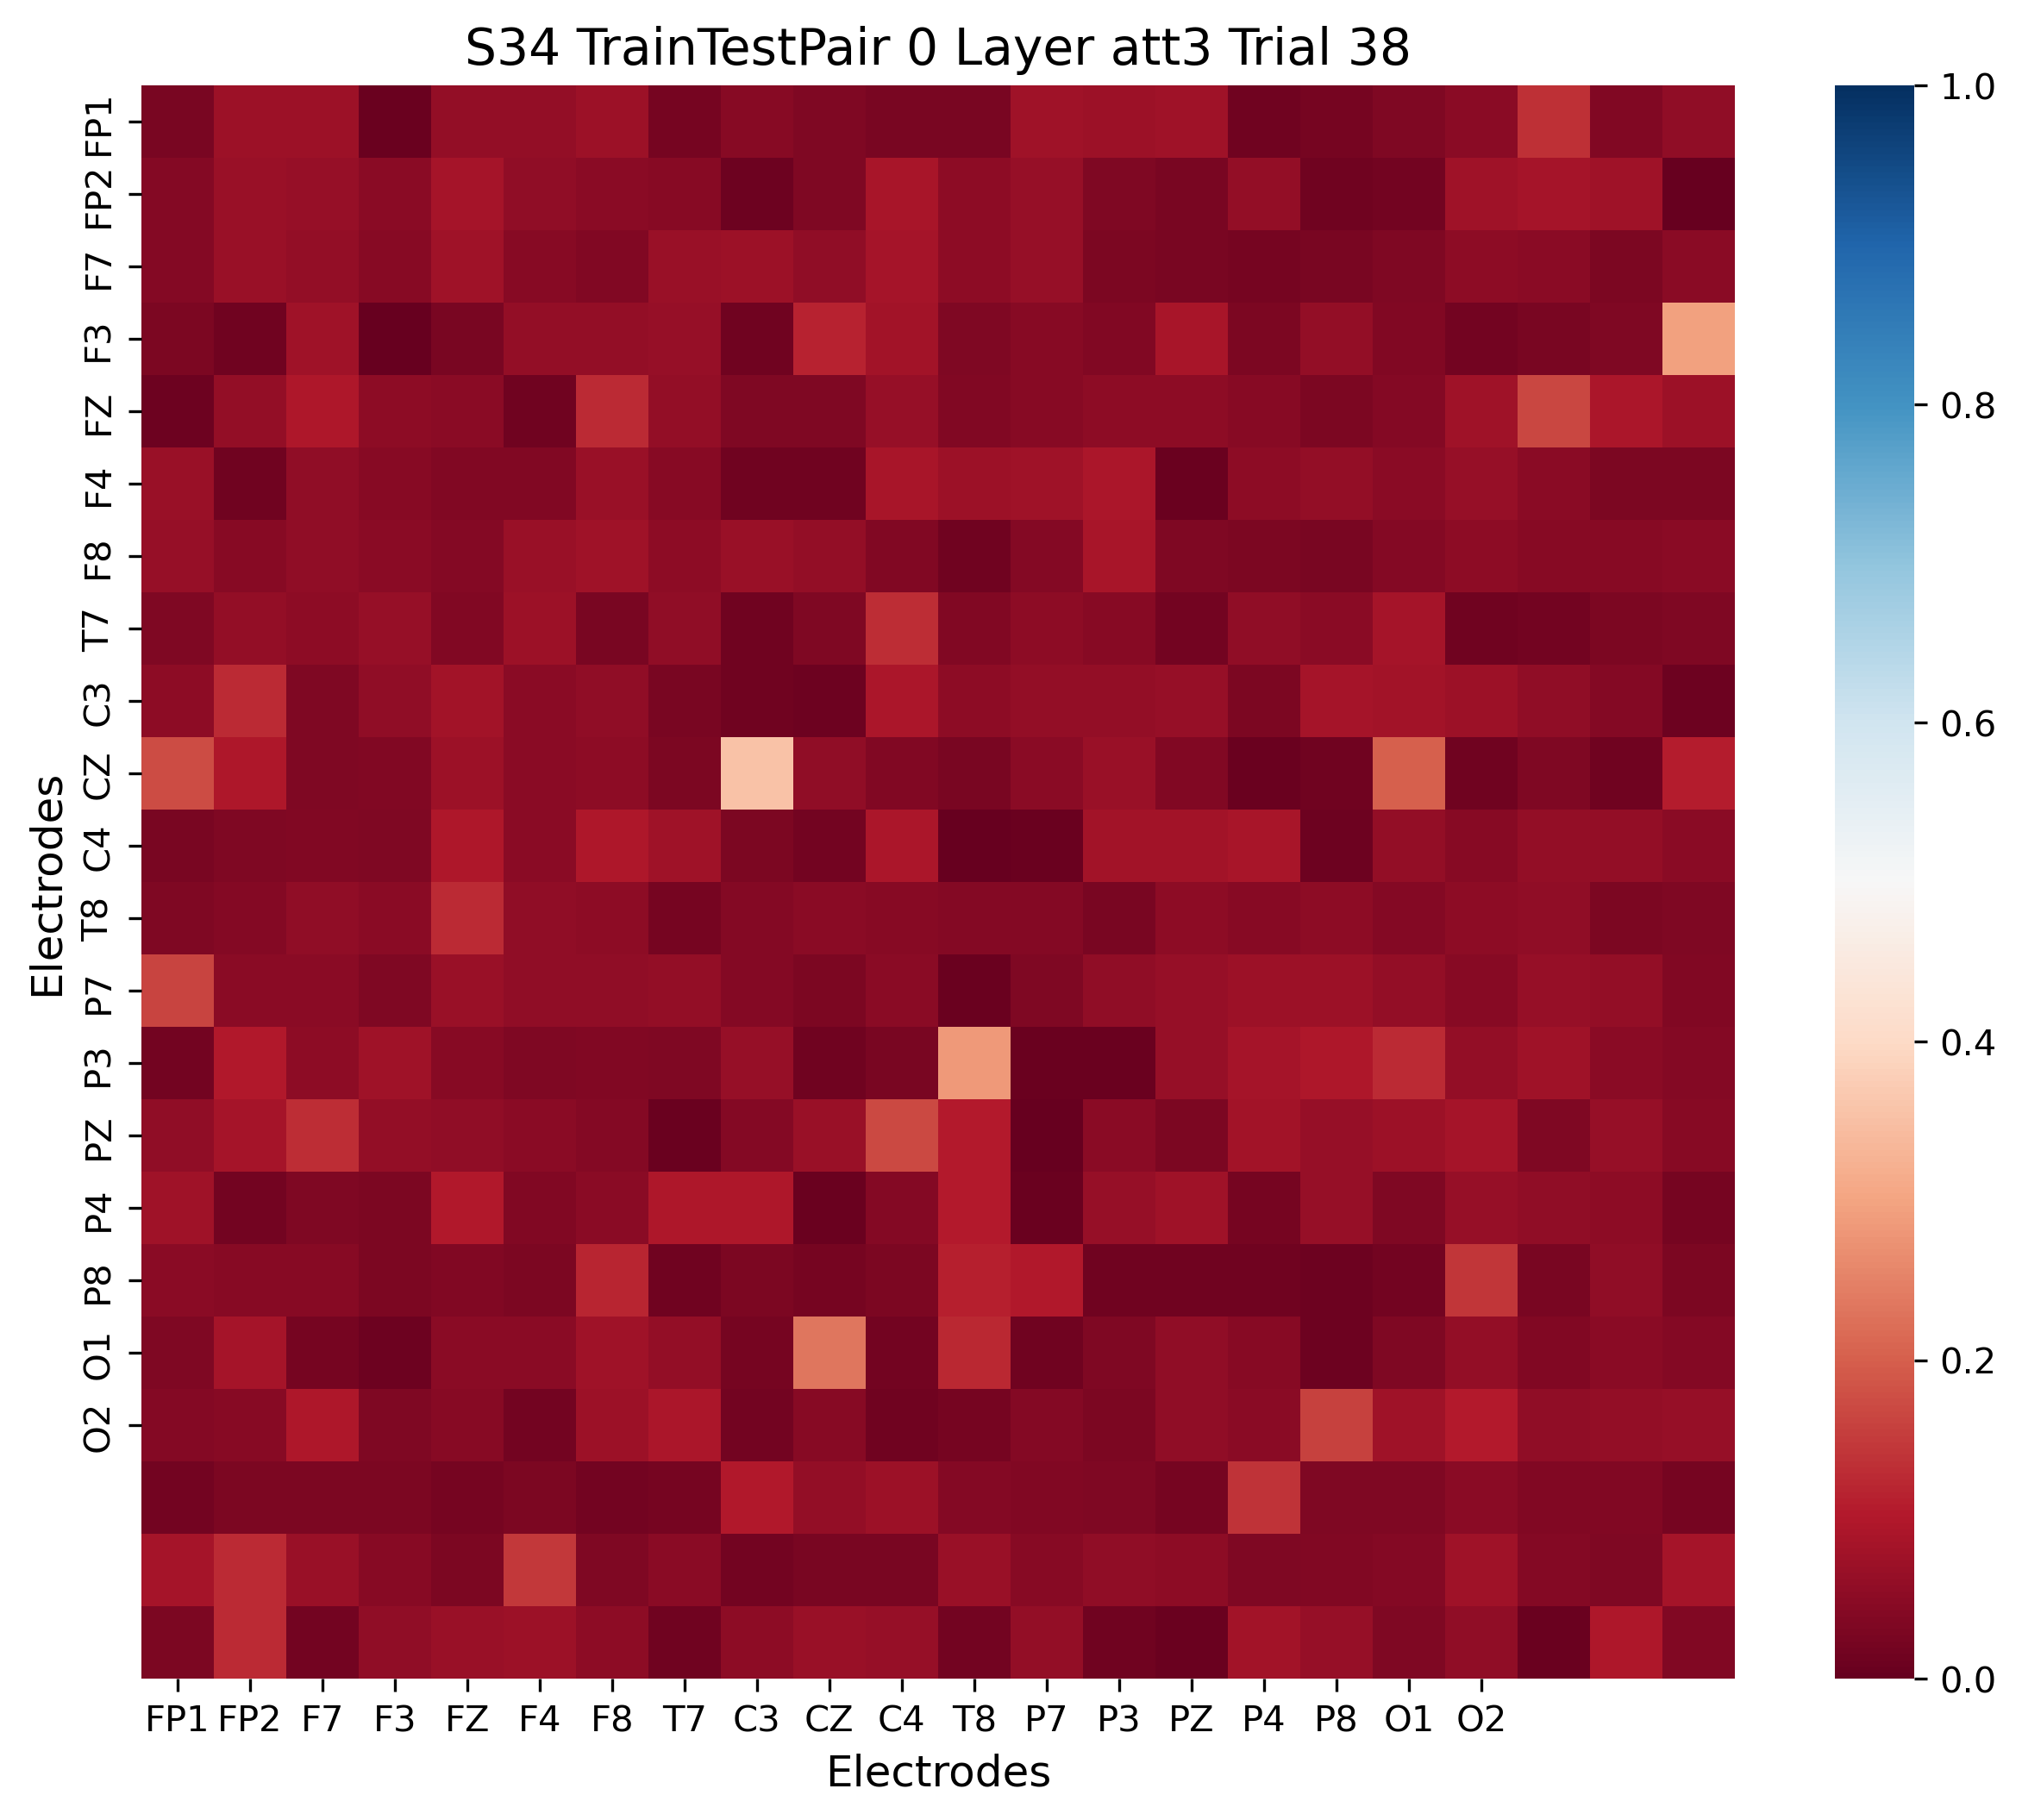 S34 TrainTestPair 0 Layer att3 Trial 38
Electrodes
FP1
FP2
F7
F3
FZ
F4
F8
T7
C3
CZ
C4
T8
P7
P3
PZ
P4
P8
O1
O2
1.0
0.8
0.6
0.4
0.2
0.0
FP1 FP2 F7 F3 FZ F4 F8 T7 C3 CZ C4 T8 P7 P3 PZ P4 P8 O1 O2
Electrodes